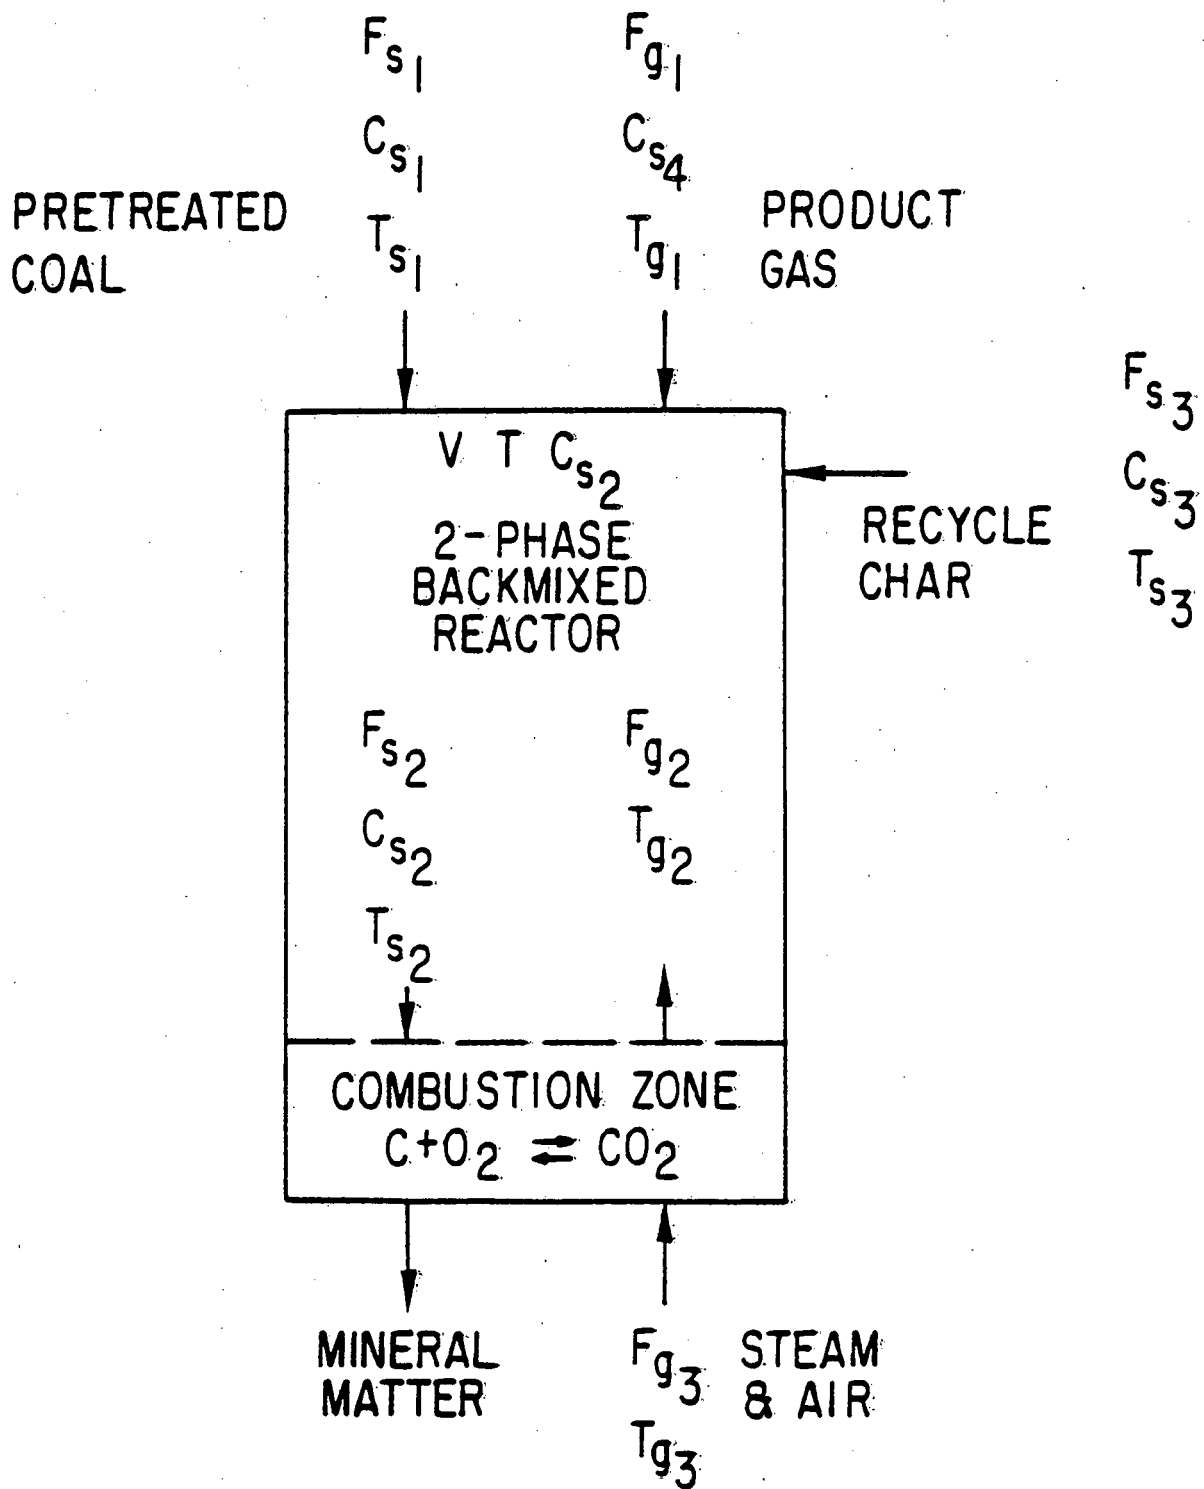 Fs1
Cs1
Ts1
Fg1
Cs4
Tg1
PRETREATED
COAL
PRODUCT
GAS
Fs3
Cs3
Ts3
V T Cs2
2-PHASE
BACKMIXED
REACTOR
RECYCLE
CHAR
Fs2
Cs2
Ts2
Fg2
Tg2
COMBUSTION ZONE
C+O2 ⇌ CO2
MINERAL
MATTER
Fg3
Tg3
STEAM
& AIR